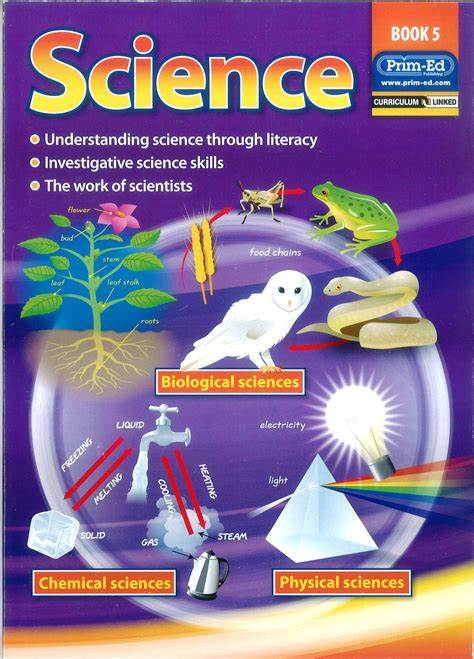 BOOK 5
Science
Prim-Ed
Publishing
www.prim-ed.com
CURRICULUM LINKED
• Understanding science through literacy
• Investigative science skills
• The work of scientists
flower
bud
stem
leaf
leaf stalk
leaf
roots
food chains
Biological sciences
LIQUID
FREEZING
MELTING
HEATING
COOLING
SOLID
GAS
STEAM
Chemical sciences
electricity
light
Physical sciences